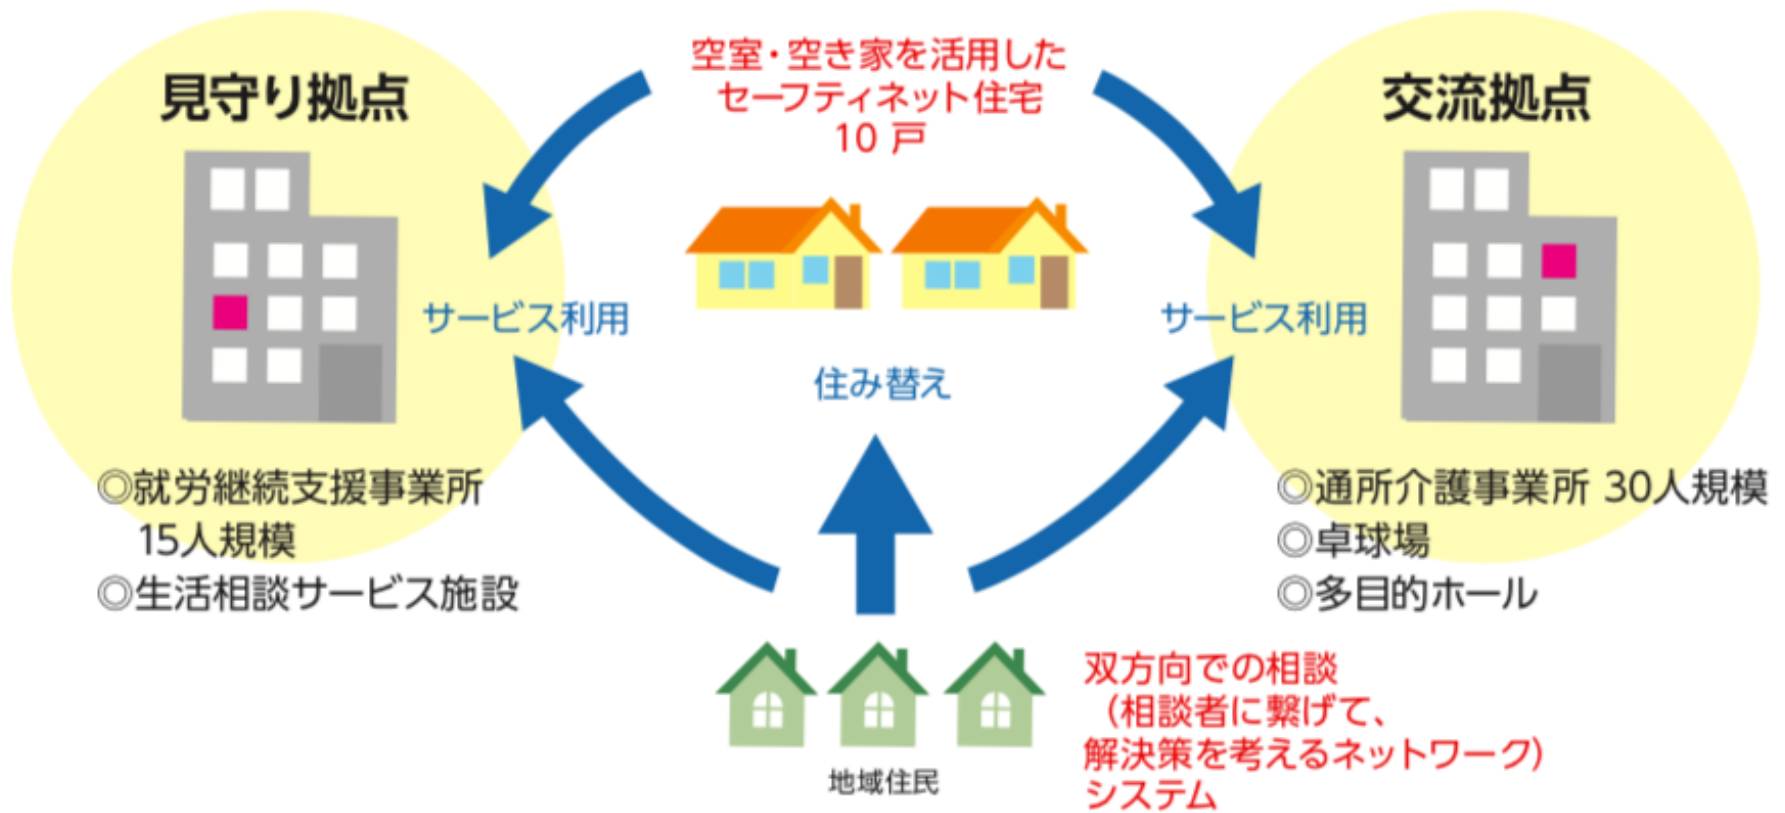 見守り拠点
◎就労継続支援事業所
15人規模
◎生活相談サービス施設
サービス利用
空室・空き家を活用した
セーフティネット住宅
10 戸
住み替え
地域住民
双方向での相談
（相談者に繋げて、
解決策を考えるネットワーク)
システム
サービス利用
交流拠点
◎通所介護事業所 30人規模
◎卓球場
◎多目的ホール